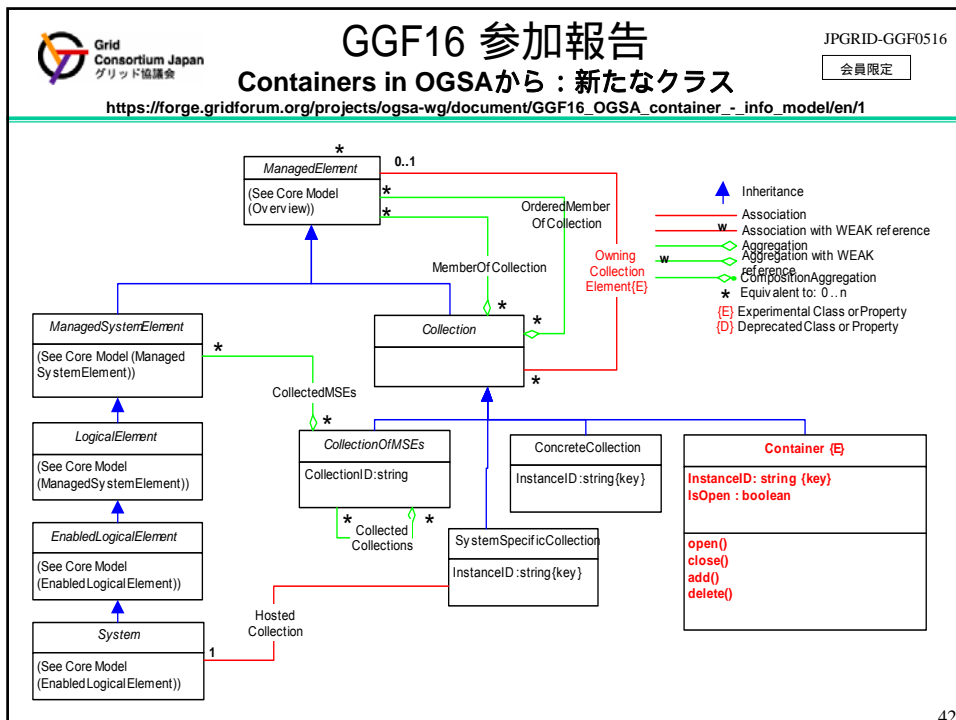 Grid
Consortium Japan
グリッド協議会
GGF16 参加報告
JPGRID-GGF0516
会員限定
Containers in OGSAから：新たなクラス
https://forge.gridforum.org/projects/ogsa-wg/document/GGF16_OGSA_container_-_info_model/en/1
*
ManagedElement
(See Core Model
(Overview))
0..1
*
*
OrderedMember
Of Collection
MemberOf Collection
Owning
Collection
Element{E}
Inheritance
Association
w
Association with WEAK reference
Aggregation
w
Aggregation with WEAK
reference
CompositionAggregation
* Equivalent to: 0..n
{E} Experimental Class or Property
{D} Deprecated Class or Property
*
*
*
Collection
ManagedSystemElement
(See Core Model (Managed
SystemElement))
*
CollectedMSEs
*
LogicalElement
(See Core Model
(ManagedSystemElement))
CollectionOfMSEs
CollectionID:string
*
*
Collected
Collections
ConcreteCollection
InstanceID:string{key}
Container {E}
InstanceID: string {key}
IsOpen : boolean
open()
close()
add()
delete()
EnabledLogicalElement
(See Core Model
(EnabledLogicalElement))
SystemSpecificCollection
InstanceID:string{key}
Hosted
Collection
1
System
(See Core Model
(EnabledLogicalElement))
42